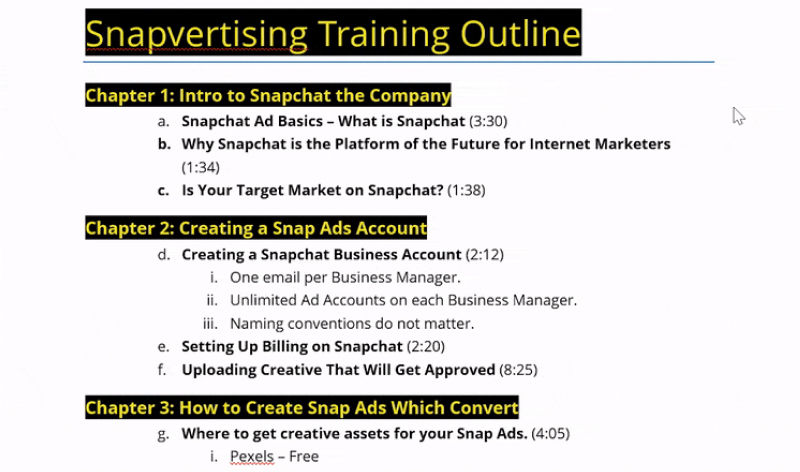 Snapvertising Training Outline
Chapter 1: Intro to Snapchat the Company
a. Snapchat Ad Basics – What is Snapchat (3:30)
b. Why Snapchat is the Platform of the Future for Internet Marketers
(1:34)
c. Is Your Target Market on Snapchat? (1:38)
Chapter 2: Creating a Snap Ads Account
d. Creating a Snapchat Business Account (2:12)
i. One email per Business Manager.
ii. Unlimited Ad Accounts on each Business Manager.
iii. Naming conventions do not matter.
e. Setting Up Billing on Snapchat (2:20)
f. Uploading Creative That Will Get Approved (8:25)
Chapter 3: How to Create Snap Ads Which Convert
g. Where to get creative assets for your Snap Ads. (4:05)
i. Pexels – Free